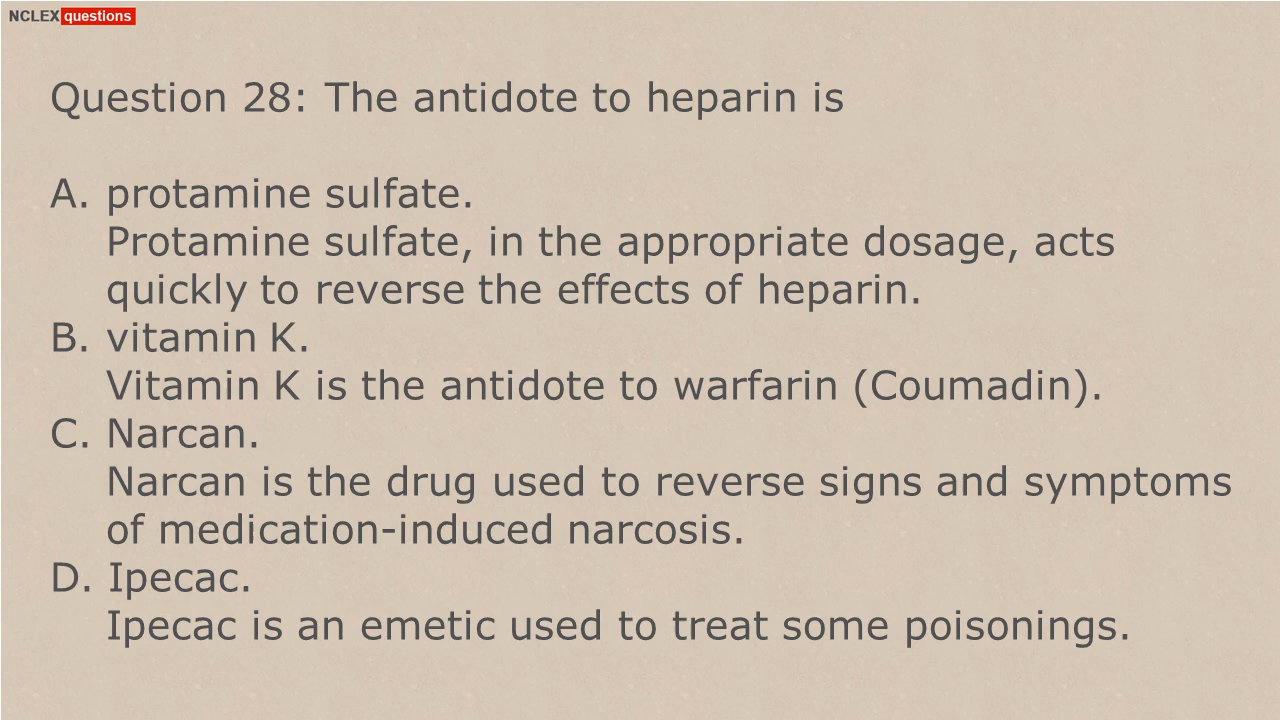 NCLEX questions
Question 28: The antidote to heparin is
A. protamine sulfate.
Protamine sulfate, in the appropriate dosage, acts
quickly to reverse the effects of heparin.
B. vitamin K.
Vitamin K is the antidote to warfarin (Coumadin).
C. Narcan.
Narcan is the drug used to reverse signs and symptoms
of medication-induced narcosis.
D. Ipecac.
Ipecac is an emetic used to treat some poisonings.